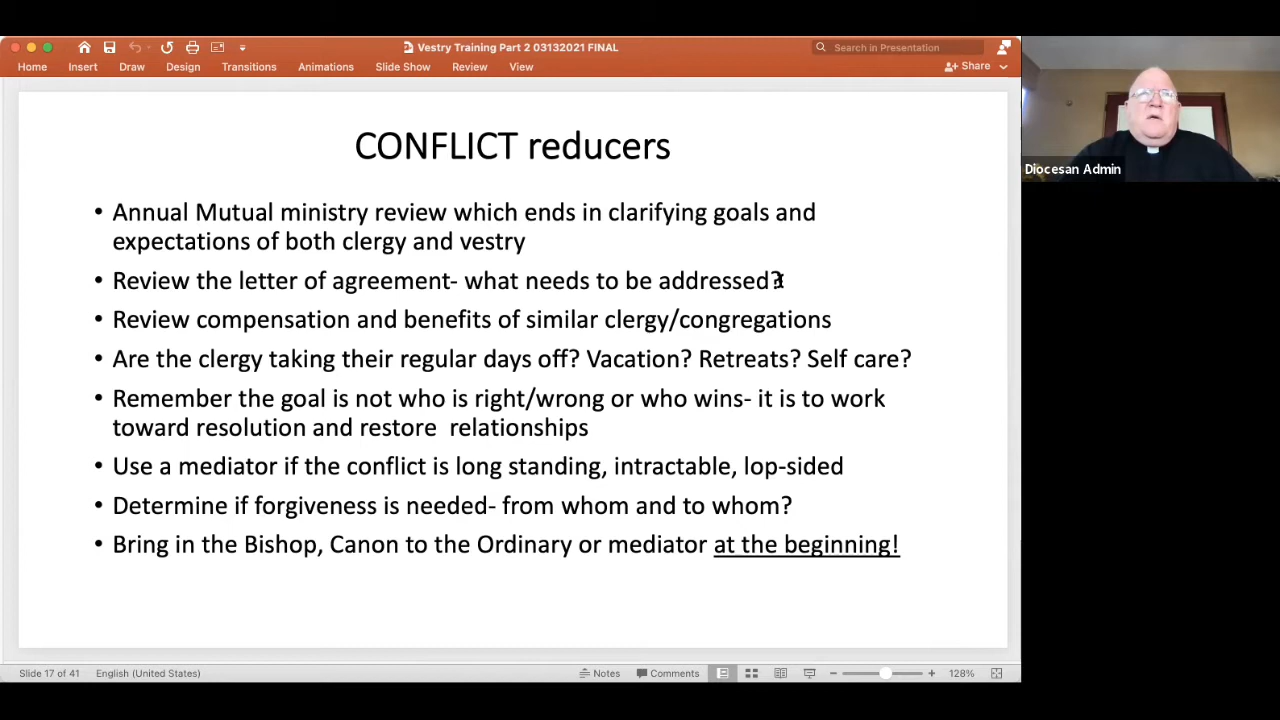 Vestry Training Part 2 03132021 FINAL
Search in Presentation
Home Insert Draw Design Transitions Animations Slide Show Review View
Share
CONFLICT reducers
• Annual Mutual ministry review which ends in clarifying goals and
expectations of both clergy and vestry
• Review the letter of agreement- what needs to be addressed?
• Review compensation and benefits of similar clergy/congregations
• Are the clergy taking their regular days off? Vacation? Retreats? Self care?
• Remember the goal is not who is right/wrong or who wins- it is to work
toward resolution and restore relationships
• Use a mediator if the conflict is long standing, intractable, lop-sided
• Determine if forgiveness is needed- from whom and to whom?
• Bring in the Bishop, Canon to the Ordinary or mediator at the beginning!
Diocesan Admin
Slide 17 of 41 English (United States) Notes Comments 128%